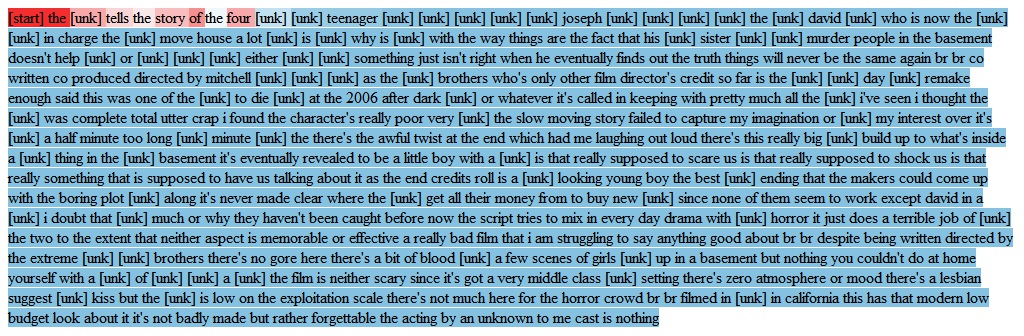 [start] the [unk] tells the story of the four [unk] [unk] teenager [unk] [unk] [unk] [unk] [unk] joseph [unk] [unk] [unk] the [unk] david [unk] who is now the [unk]
[unk] in charge the [unk] move house a lot [unk] is [unk] why is [unk] with the way things are the fact that his [unk] sister [unk] [unk] murder people in the basement
doesn't help [unk] or [unk] [unk] [unk] either [unk] [unk] something just isn't right when he eventually finds out the truth things will never be the same again br br co
written co produced directed by mitchell [unk] [unk] [unk] as the [unk] brothers who's only other film director's credit so far is the [unk] [unk] day [unk] remake
enough said this was one of the [unk] to die [unk] at the 2006 after dark [unk] or whatever it's called in keeping with pretty much all the [unk] i've seen i thought the
[unk] was complete total utter crap i found the character's really poor very [unk] the slow moving story failed to capture my imagination or [unk] my interest over it's
[unk] a half minute too long [unk] minute [unk] the there's the awful twist at the end which had me laughing out loud there's this really big [unk] build up to what's inside
a [unk] thing in the [unk] basement it's eventually revealed to be a little boy with a [unk] is that really supposed to scare us is that really supposed to shock us is that
really something that is supposed to have us talking about it as the end credits roll is a [unk] looking young boy the best [unk] ending that the makers could come up
with the boring plot [unk] along it's never made clear where the [unk] get all their money from to buy new [unk] since none of them seem to work except david in a
[unk] i doubt that [unk] much or why they haven't been caught before now the script tries to mix in every day drama with [unk] horror it just does a terrible job of [unk]
the two to the extent that neither aspect is memorable or effective a really bad film that i am struggling to say anything good about br br despite being written directed by
the extreme [unk] [unk] brothers there's no gore here there's a bit of blood [unk] a few scenes of girls [unk] up in a basement but nothing you couldn't do at home
yourself with a [unk] of [unk] [unk] a [unk] the film is neither scary since it's got a very middle class [unk] setting there's zero atmosphere or mood there's a lesbian
suggest [unk] kiss but the [unk] is low on the exploitation scale there's not much here for the horror crowd br br filmed in [unk] in california this has that modern low
budget look about it it's not badly made but rather forgettable the acting by an unknown to me cast is nothing